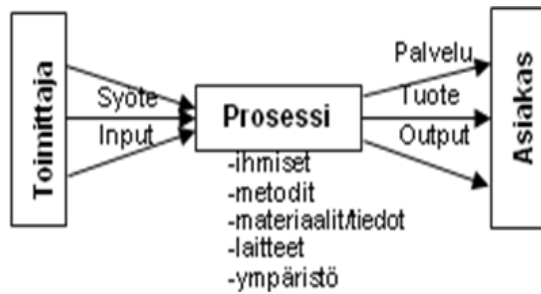 Toimittaja
Syöte
Input
Prosessi
-ihmiset
-metodit
-materiaalit/tiedot
-laitteet
-ympäristö
Palvelu
Tuote
Output
Asiakas